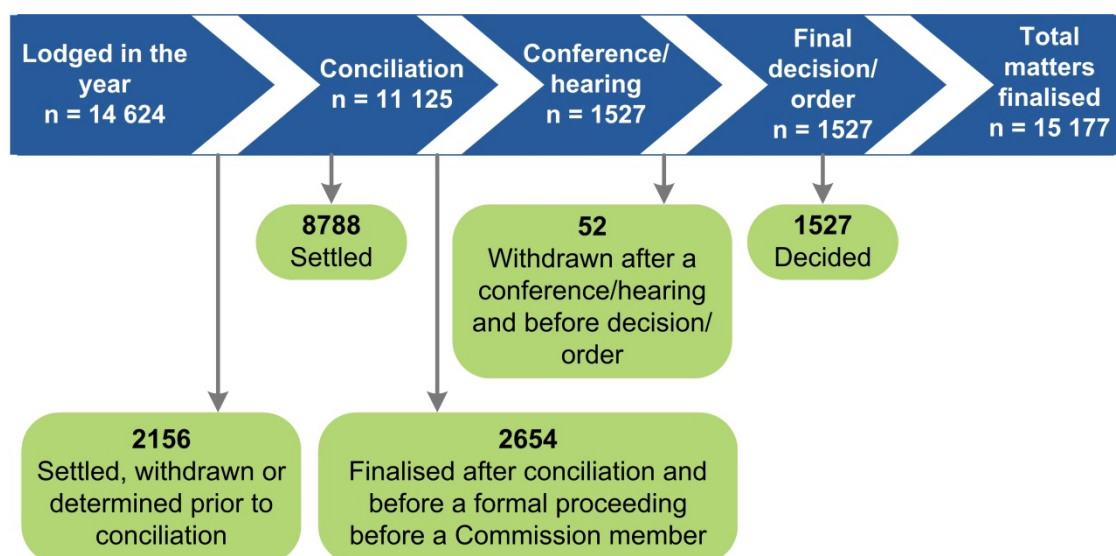 Lodged in the
year
n = 14 624
Conciliation
n = 11 125
Conference/
hearing
n = 1527
Final
decision/
order
n = 1527
Total
matters
finalised
n = 15 177
8788
Settled
52
Withdrawn after a
conference/hearing
and before decision/
order
1527
Decided
2156
Settled, withdrawn or
determined prior to
conciliation
2654
Finalised after conciliation and
before a formal proceeding
before a Commission member